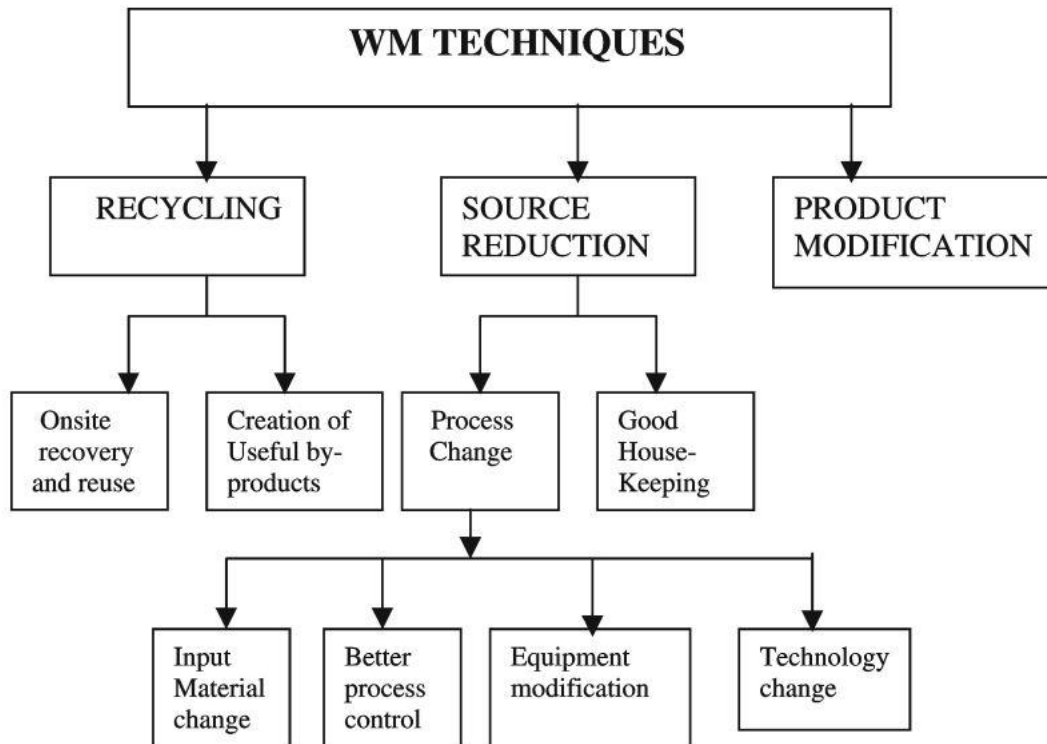 WM TECHNIQUES
RECYCLING
SOURCE
REDUCTION
PRODUCT
MODIFICATION
Onsite
recovery
and reuse
Creation of
Useful by-
products
Process
Change
Good
House-
Keeping
Input
Material
change
Better
process
control
Equipment
modification
Technology
change